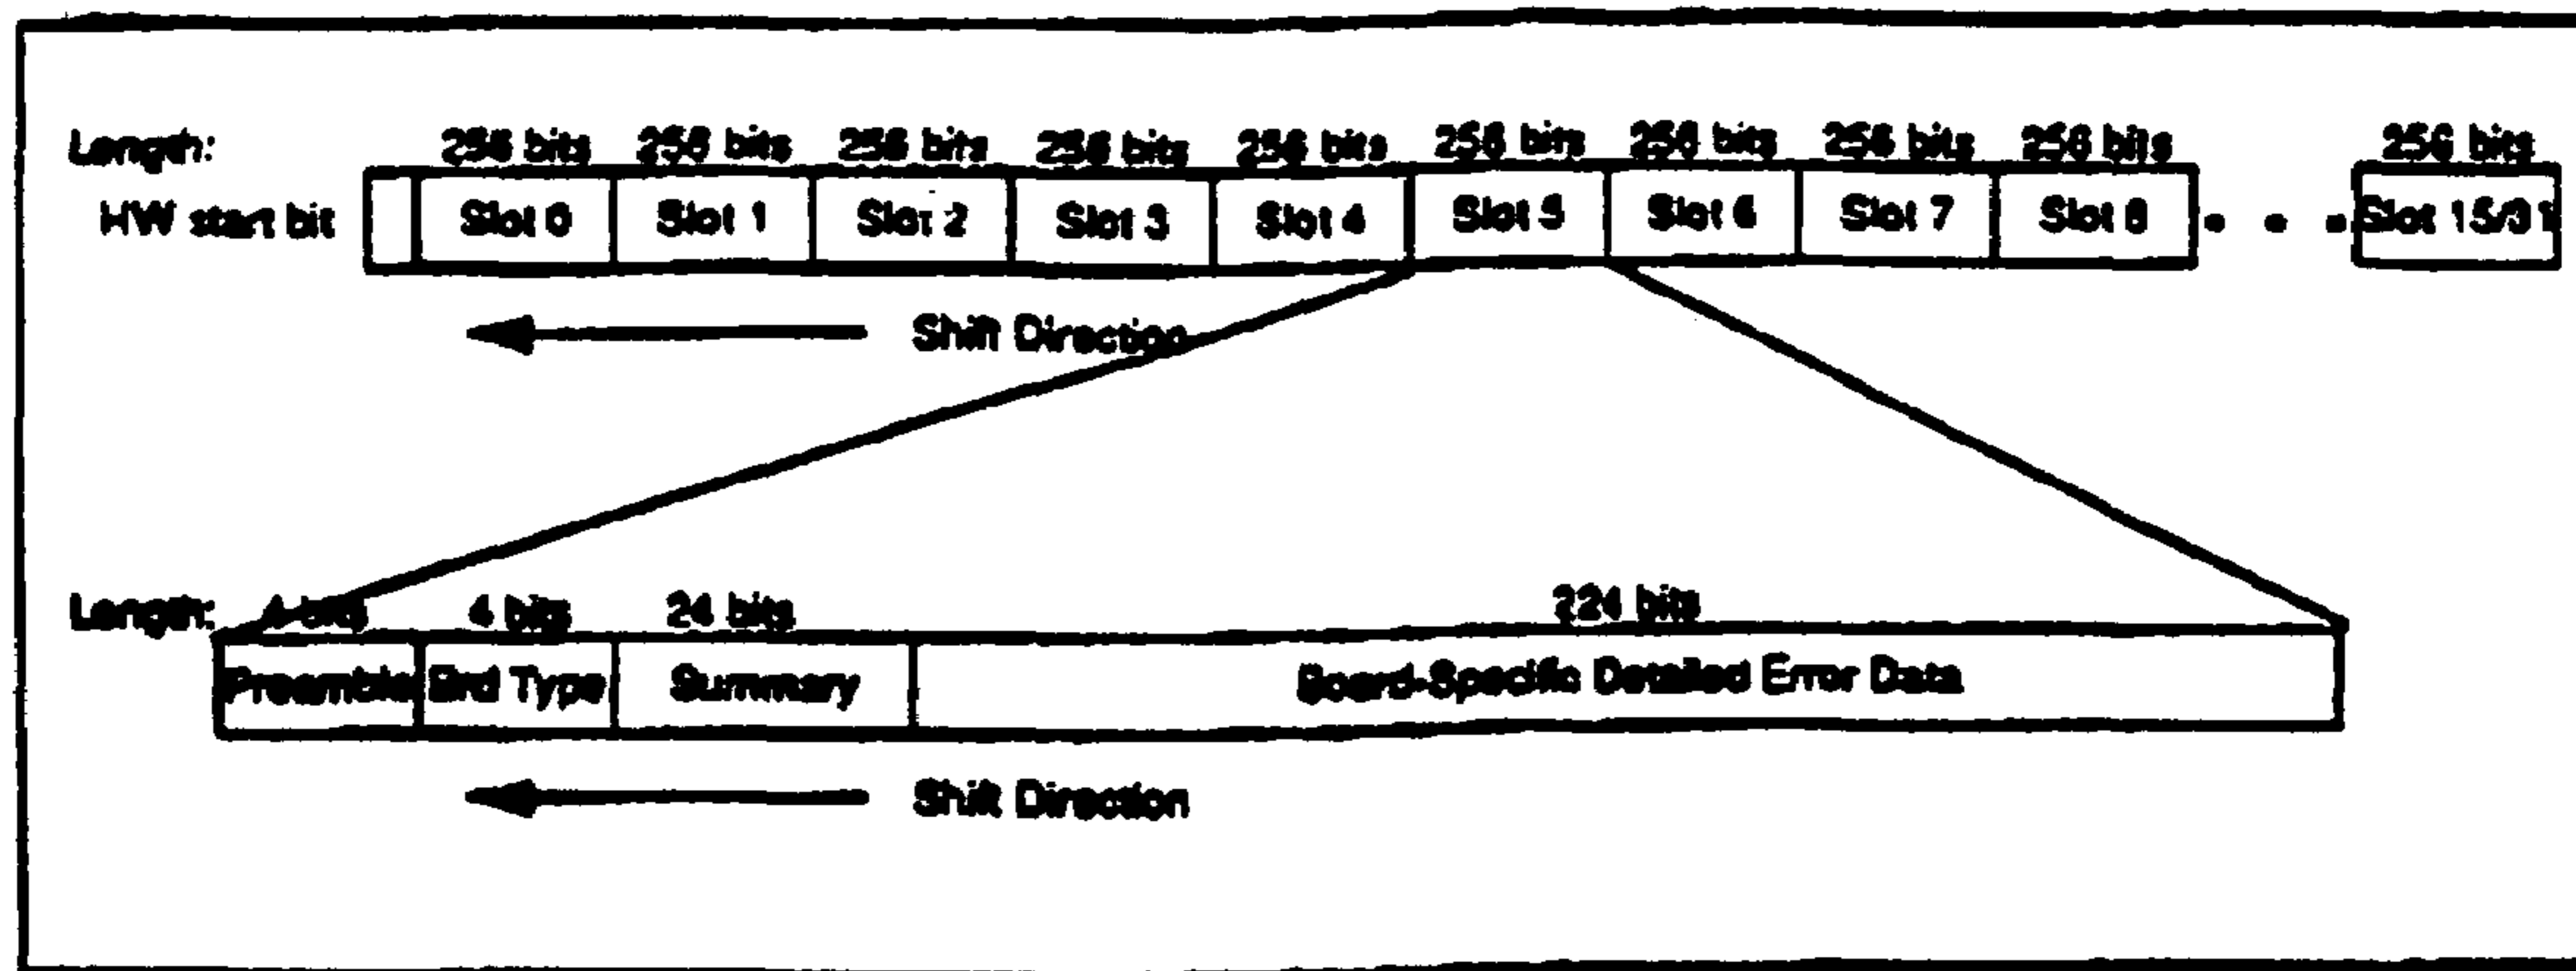 Length: 256 bits 256 bits 256 bits 256 bits 256 bits 256 bits 256 bits 256 bits 256 bits 256 bits
HW start bit Slot 0 Slot 1 Slot 2 Slot 3 Slot 4 Slot 5 Slot 6 Slot 7 Slot 8 • • • Slot 15/31
Shift Direction
Length: 4 bits 4 bits 24 bits 224 bits
Preamble Brd Type Summary Board-Specific Detailed Error Data
Shift Direction